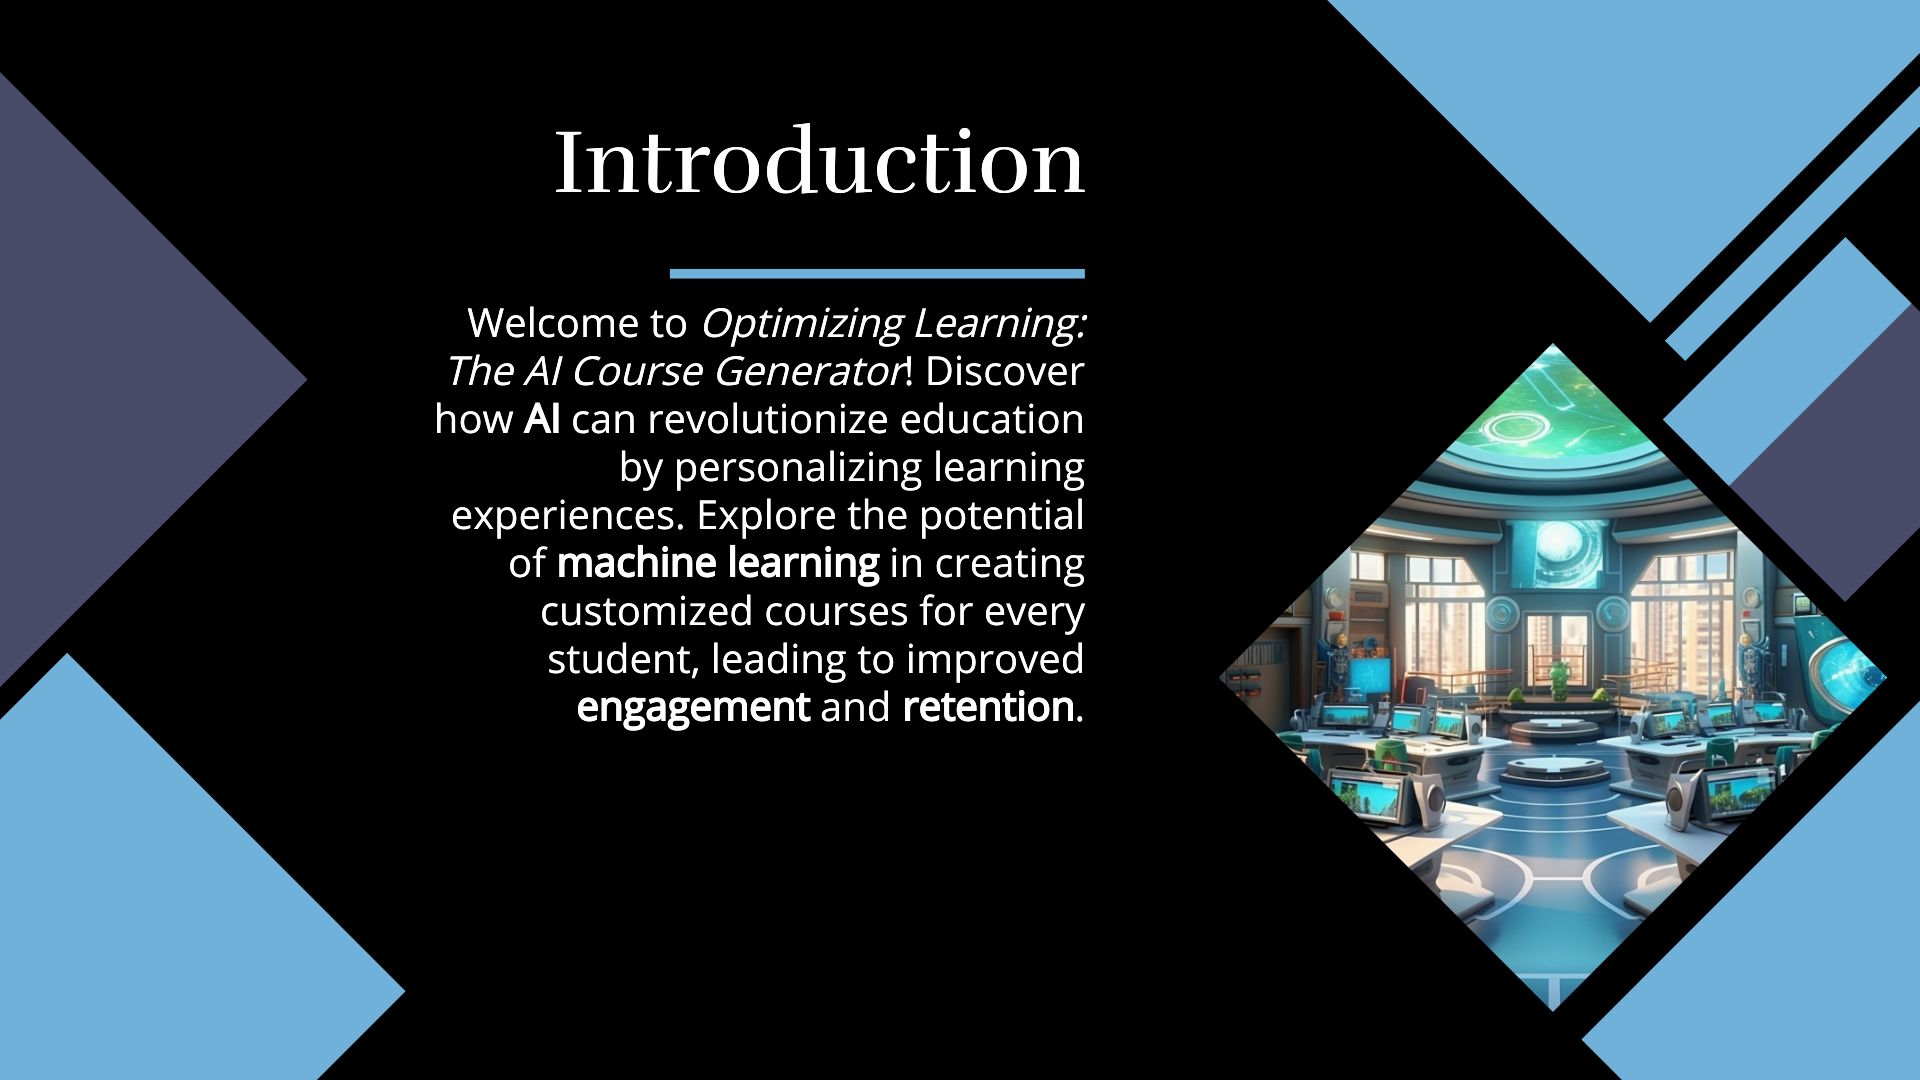 Introduction
Welcome to Optimizing Learning:
The AI Course Generator! Discover
how AI can revolutionize education
by personalizing learning
experiences. Explore the potential
of machine learning in creating
customized courses for every
student, leading to improved
engagement and retention.